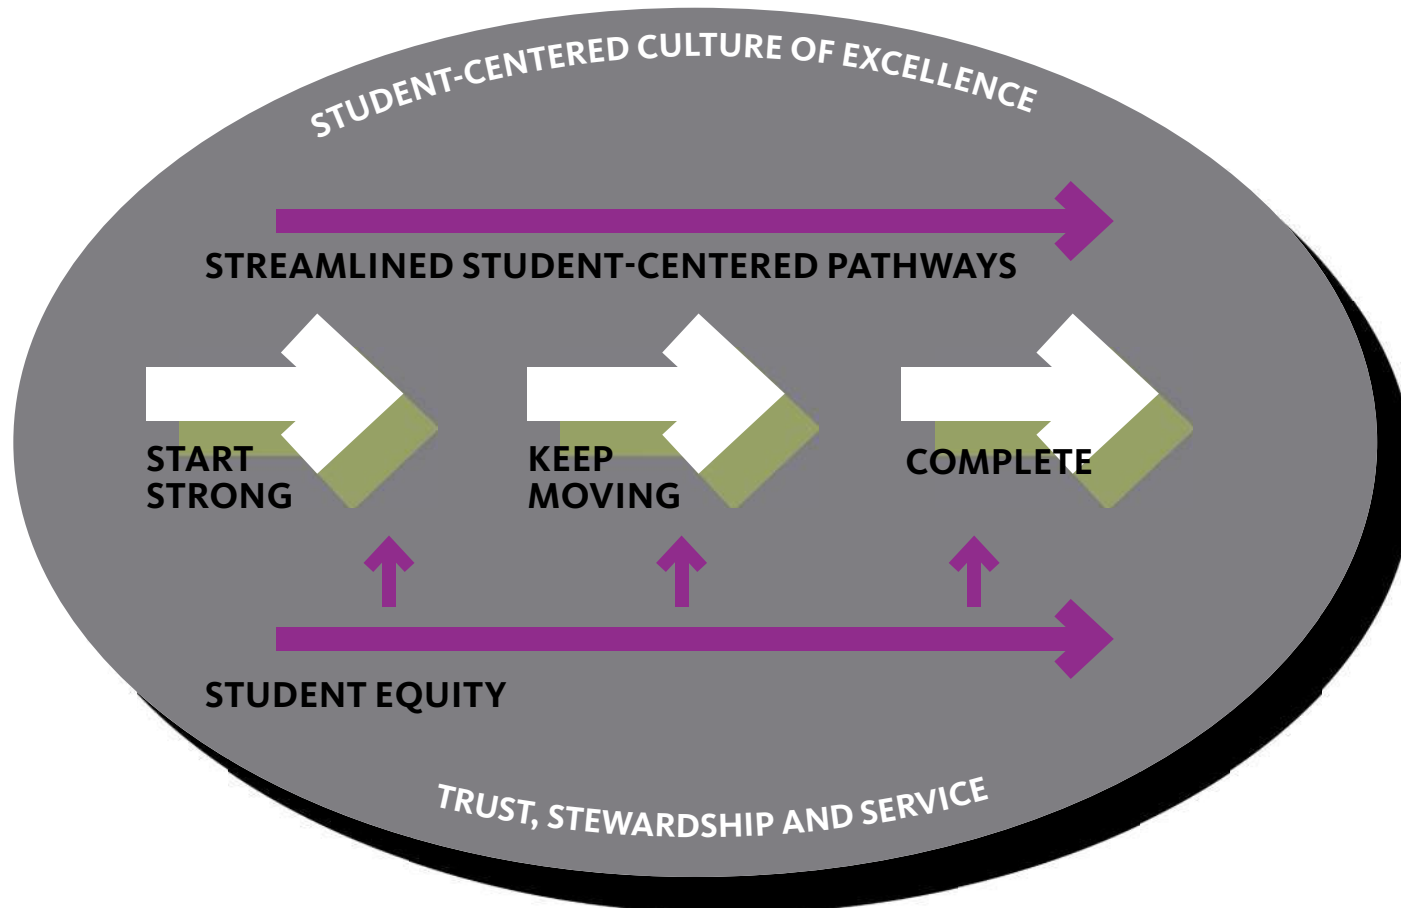 STUDENT-CENTERED CULTURE OF EXCELLENCE
STREAMLINED STUDENT-CENTERED PATHWAYS
START
STRONG
KEEP
MOVING
COMPLETE
STUDENT EQUITY
TRUST, STEWARDSHIP AND SERVICE